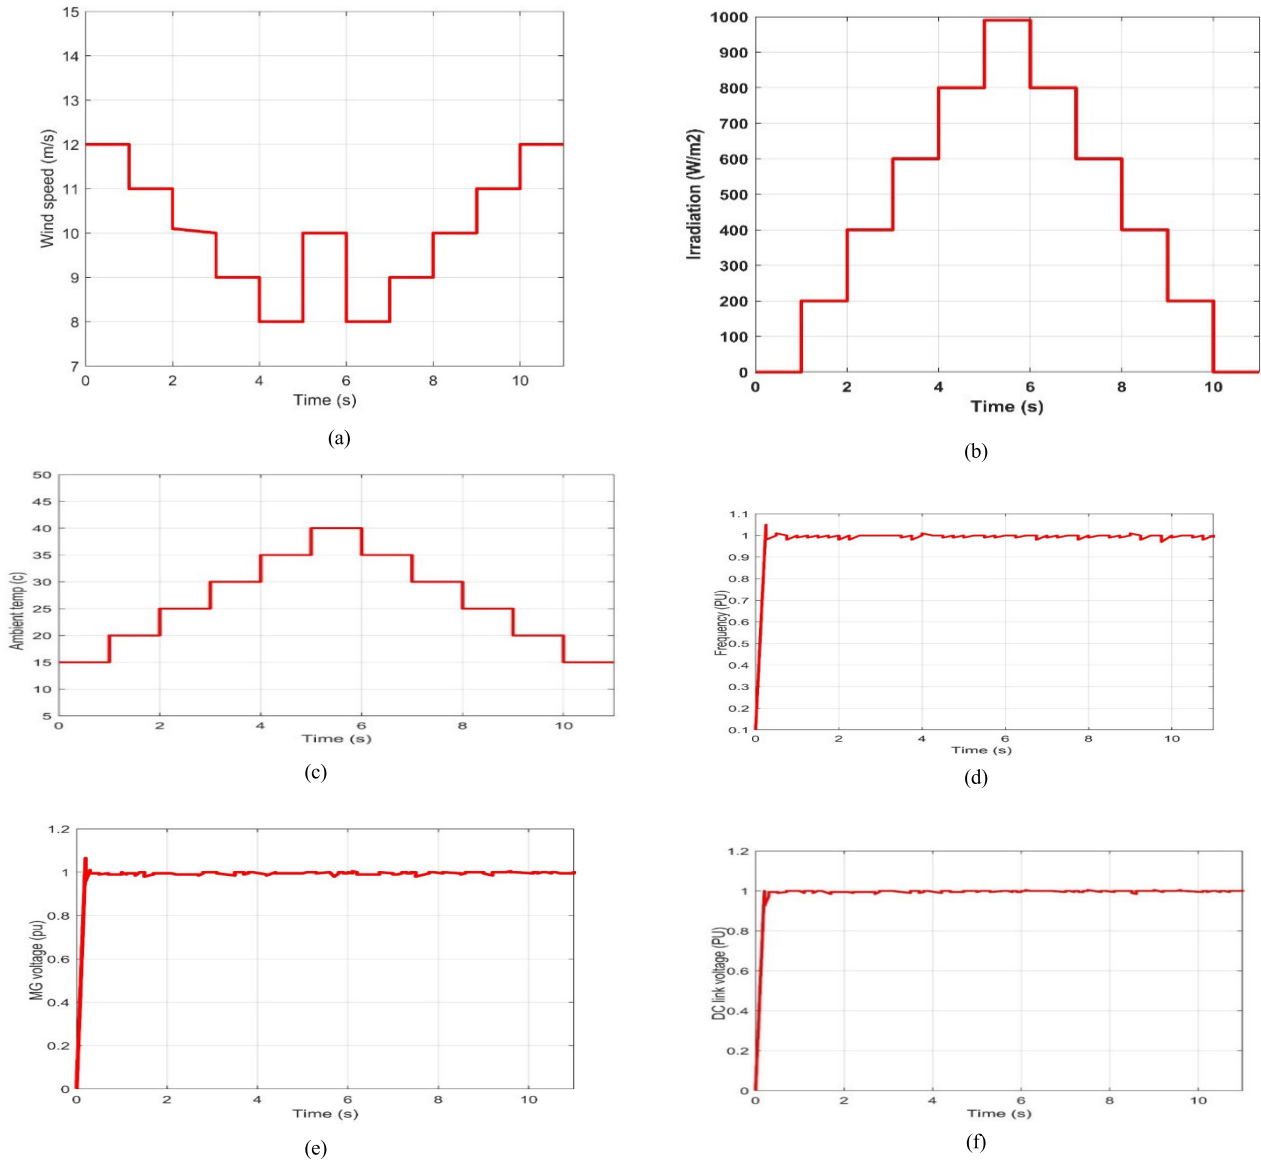 15
14
13
12
11
10
9
8
7
Wind speed (m/s)
0 2 4 6 8 10
Time (s)
(a)
1000
900
800
700
600
500
400
300
200
100
0
Irradiation (W/m2)
0 2 4 6 8 10
Time (s)
(b)
50
45
40
35
30
25
20
15
10
5
Ambient temp (c)
0 2 4 6 8 10
Time (s)
(c)
1.1
1
0.9
0.8
0.7
0.6
0.5
0.4
0.3
0.2
0.1
Frequency (PU)
0 2 4 6 8 10
Time (s)
(d)
1.2
1
0.8
0.6
0.4
0.2
0
MG voltage (pu)
0 2 4 6 8 10
Time (s)
(e)
1.2
1
0.8
0.6
0.4
0.2
0
DC link voltage (PU)
0 2 4 6 8 10
Time (s)
(f)